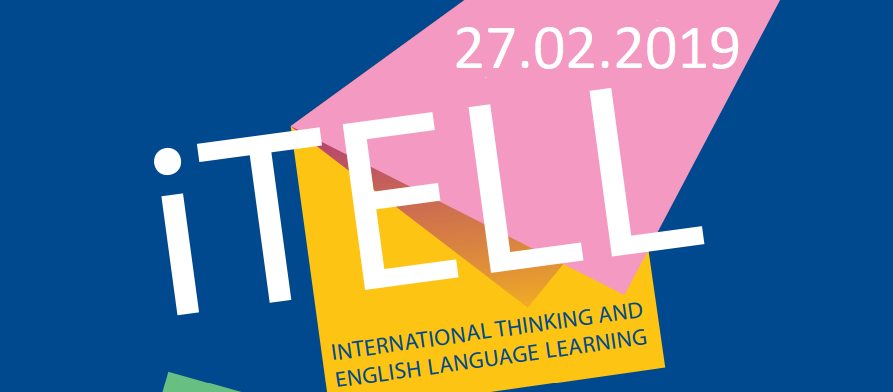 27.02.2019
iTELL
INTERNATIONAL THINKING AND
ENGLISH LANGUAGE LEARNING